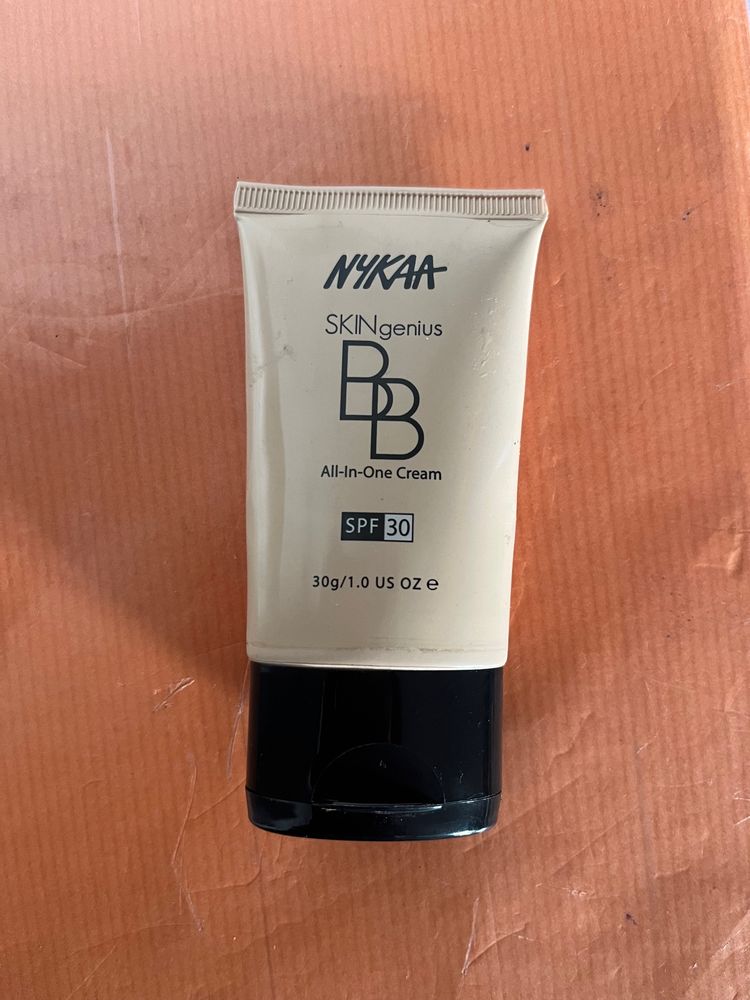 NYKAA
SKINgenius
BB
All-In-One Cream
SPF 30
30g/1.0 US OZ ℮